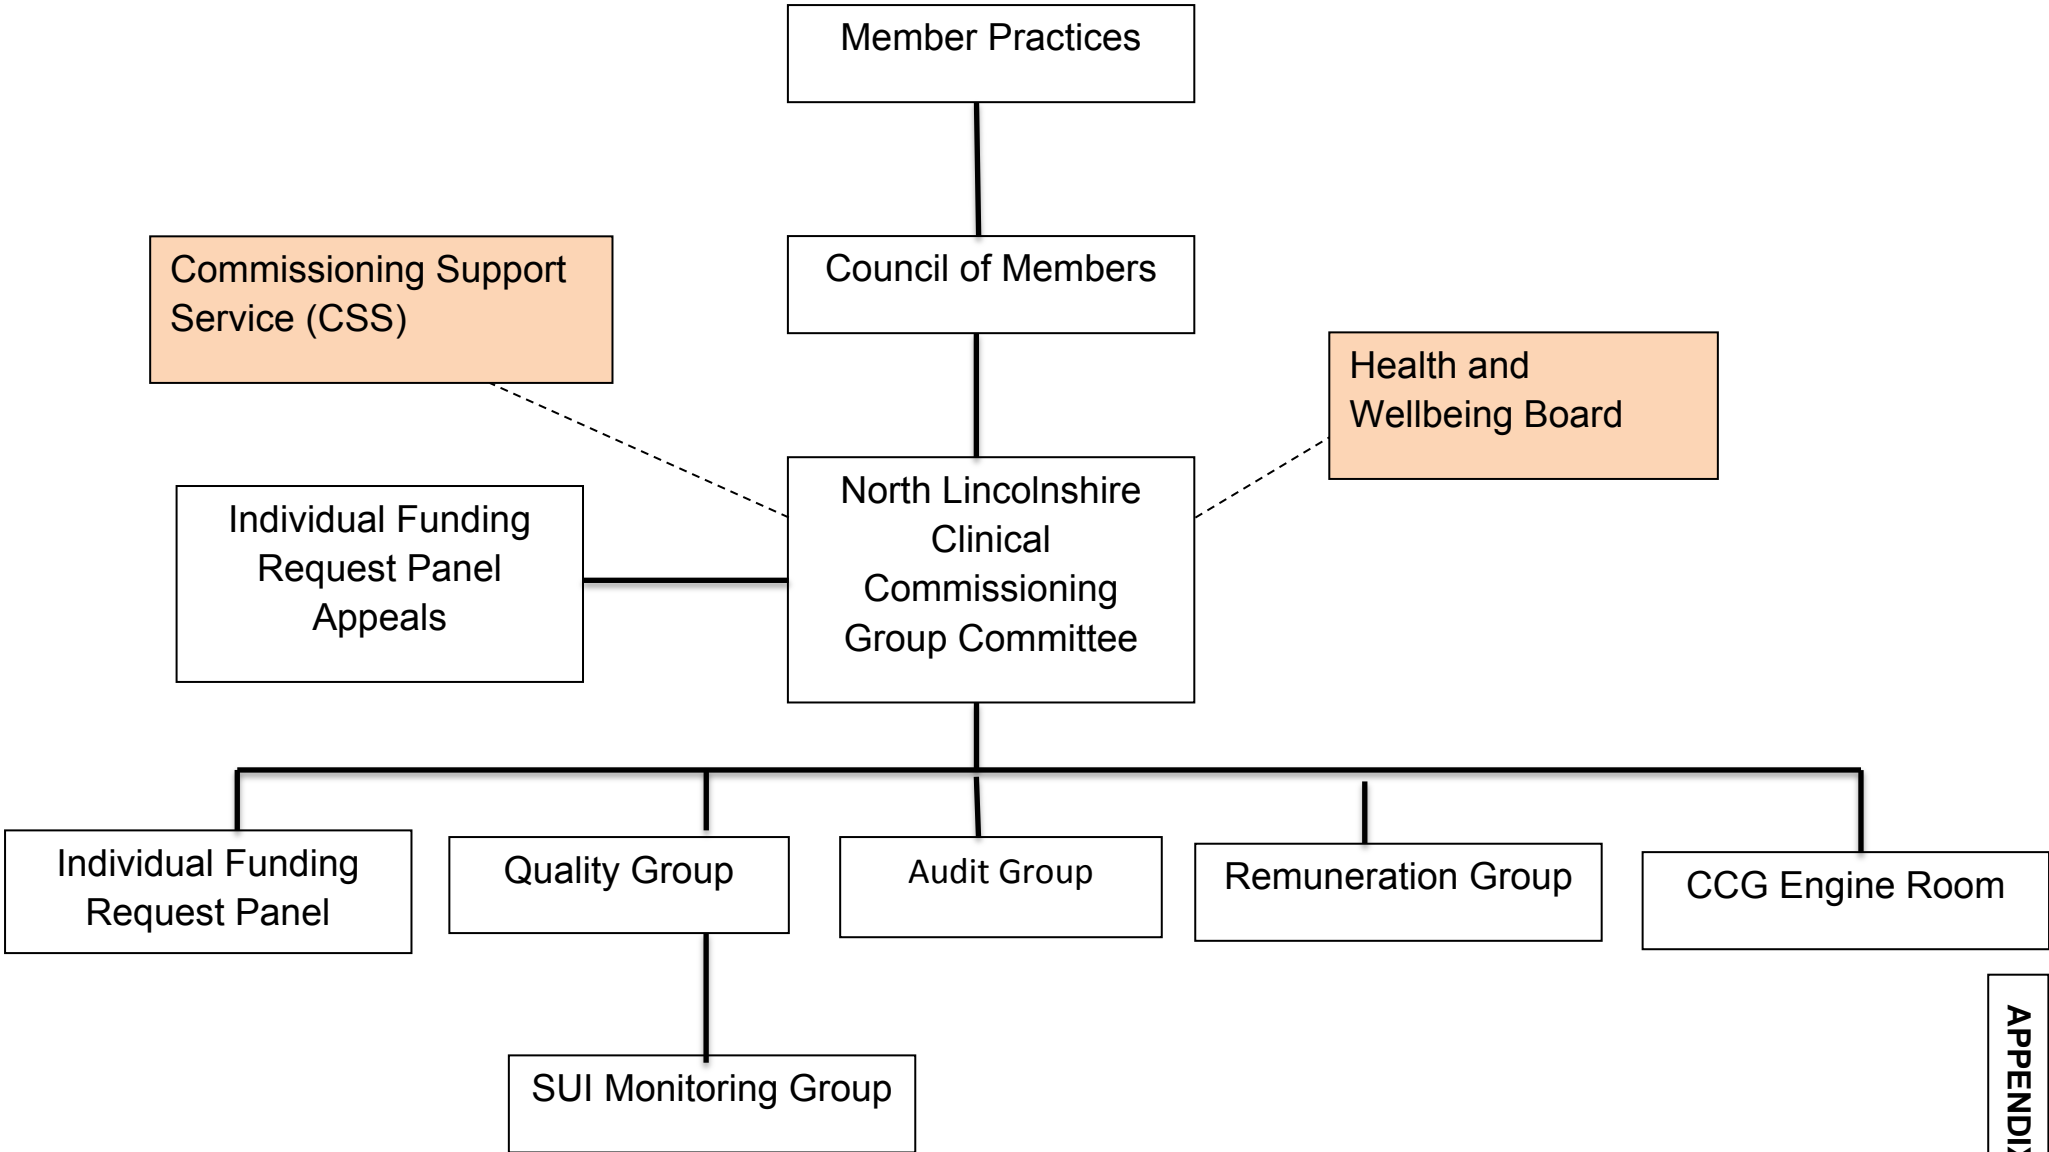 Member Practices
Commissioning Support
Service (CSS)
Council of Members
Health and
Wellbeing Board
Individual Funding
Request Panel
Appeals
North Lincolnshire
Clinical
Commissioning
Group Committee
Individual Funding
Request Panel
Quality Group
Audit Group
Remuneration Group
CCG Engine Room
SUI Monitoring Group
APPENDIX